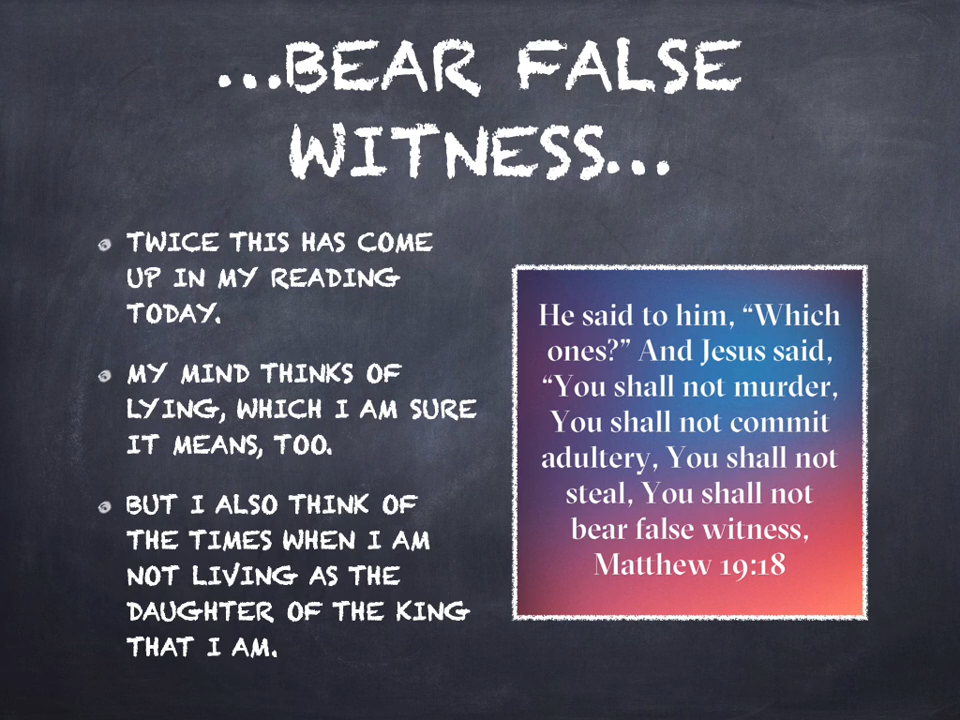 ...BEAR FALSE
WITNESS...
TWICE THIS HAS COME
UP IN MY READING
TODAY.
MY MIND THINKS OF
LYING, WHICH I AM SURE
IT MEANS, TOO.
BUT I ALSO THINK OF
THE TIMES WHEN I AM
NOT LIVING AS THE
DAUGHTER OF THE KING
THAT I AM.
He said to him, “Which
ones?” And Jesus said,
“You shall not murder,
You shall not commit
adultery, You shall not
steal, You shall not
bear false witness,
Matthew 19:18